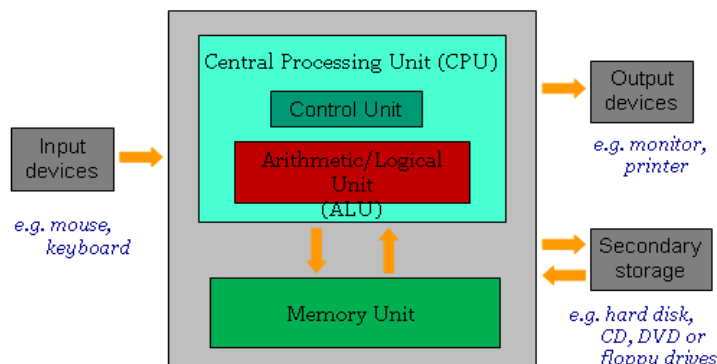 Central Processing Unit (CPU)
Control Unit
Arithmetic/Logical
Unit
(ALU)
Memory Unit
Input
devices
e.g. mouse,
keyboard
Output
devices
e.g. monitor,
printer
Secondary
storage
e.g. hard disk,
CD, DVD or
floppy drives